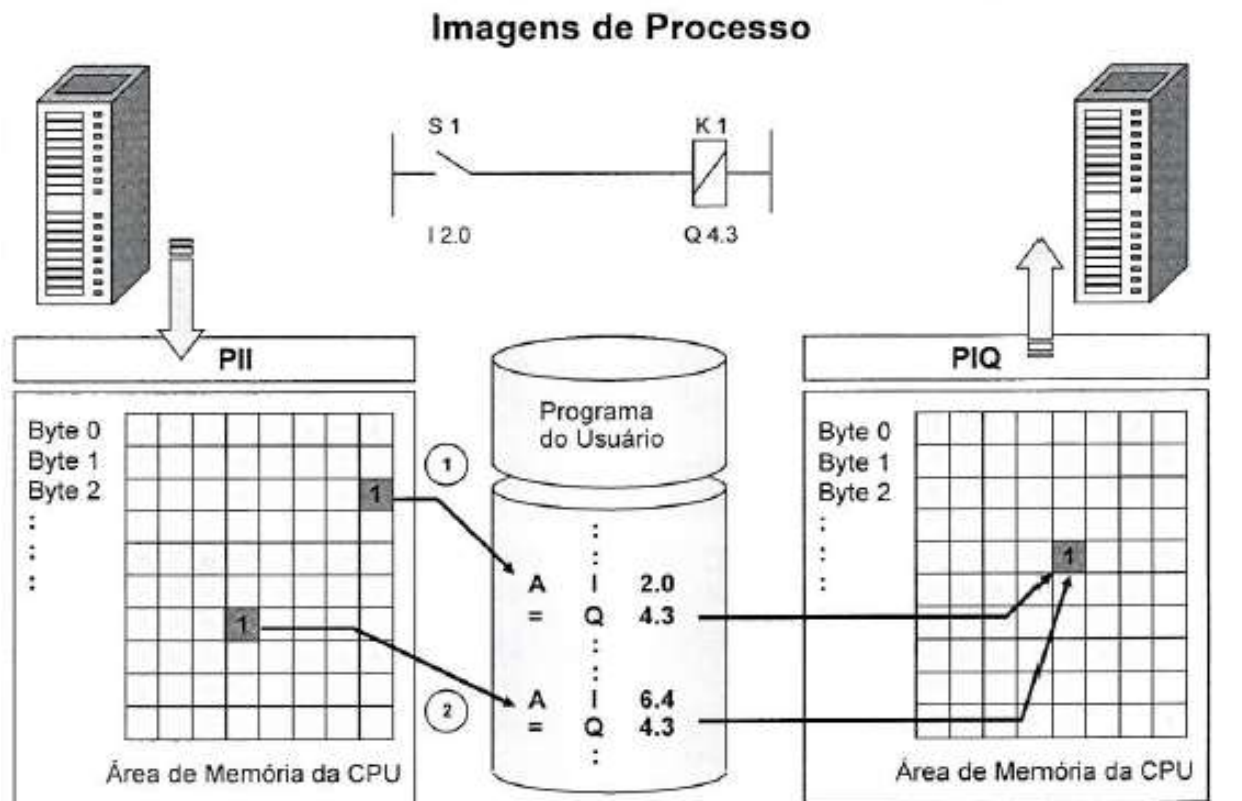 Imagens de Processo
S 1
K 1
I 2.0
Q 4.3
PII
Byte 0
Byte 1
Byte 2
1
1
Área de Memória da CPU
1
2
Programa
do Usuário
A I 2.0
= Q 4.3
A I 6.4
= Q 4.3
PIQ
Byte 0
Byte 1
Byte 2
1
Área de Memória da CPU